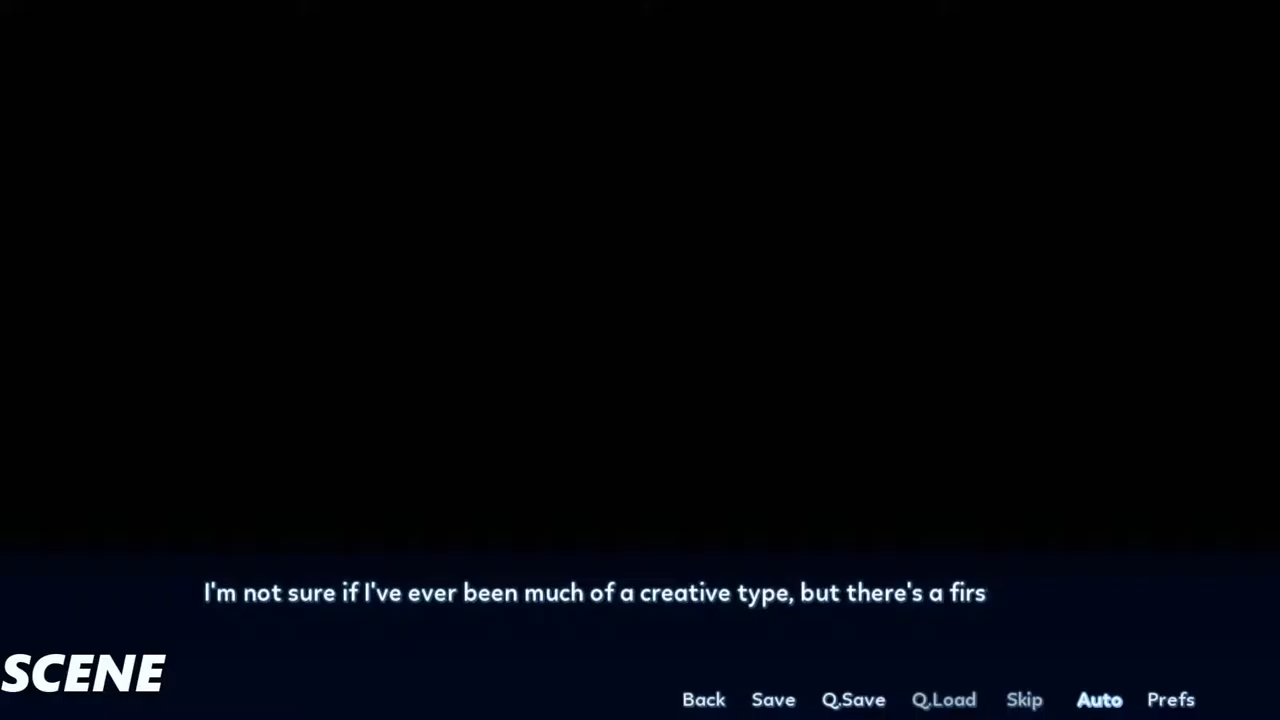 I'm not sure if I've ever been much of a creative type, but there's a firs
SCENE
Back Save Q.Save Q.Load Skip Auto Prefs